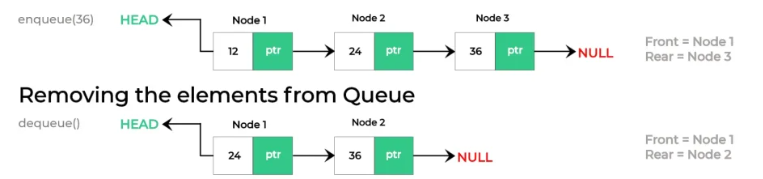 enqueue(36) HEAD Node 1 Node 2 Node 3
12 ptr 24 ptr 36 ptr NULL
Front = Node 1
Rear = Node 3
Removing the elements from Queue
dequeue() HEAD Node 1 Node 2
24 ptr 36 ptr NULL
Front = Node 1
Rear = Node 2